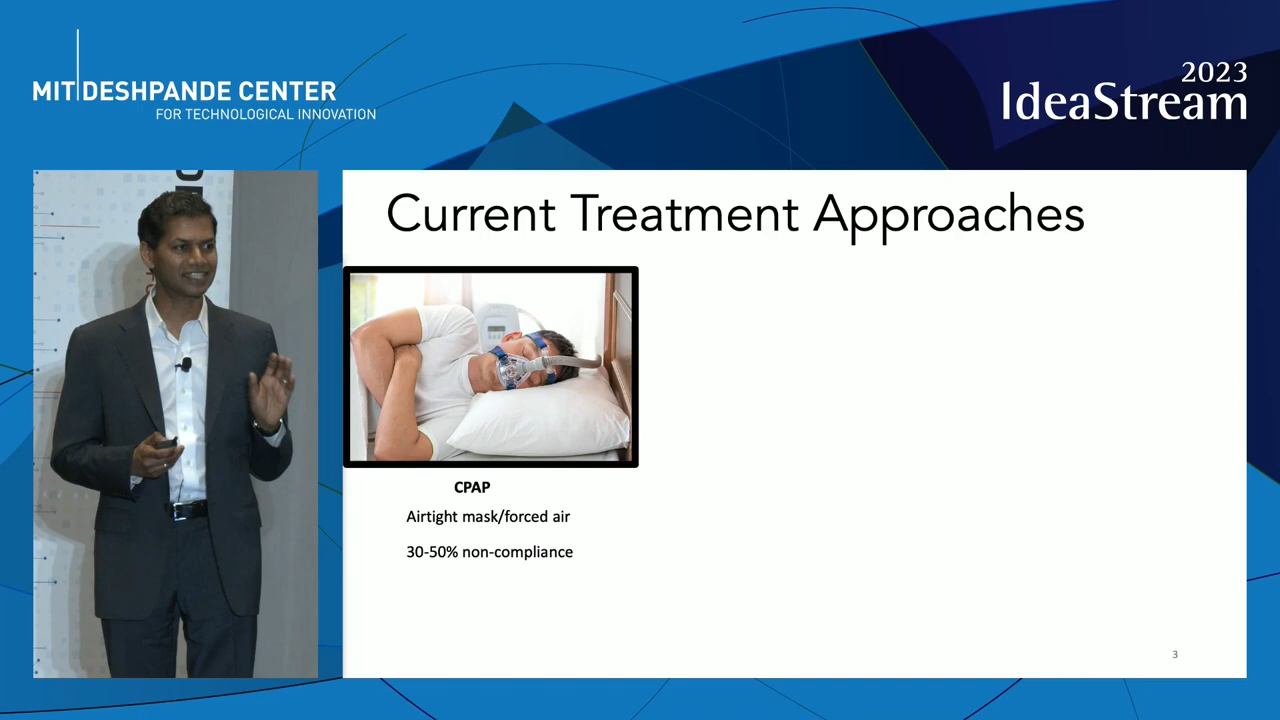 MIT DESHPANDE CENTER
FOR TECHNOLOGICAL INNOVATION
2023
IdeaStream
Current Treatment Approaches
CPAP
Airtight mask/forced air
30-50% non-compliance
3